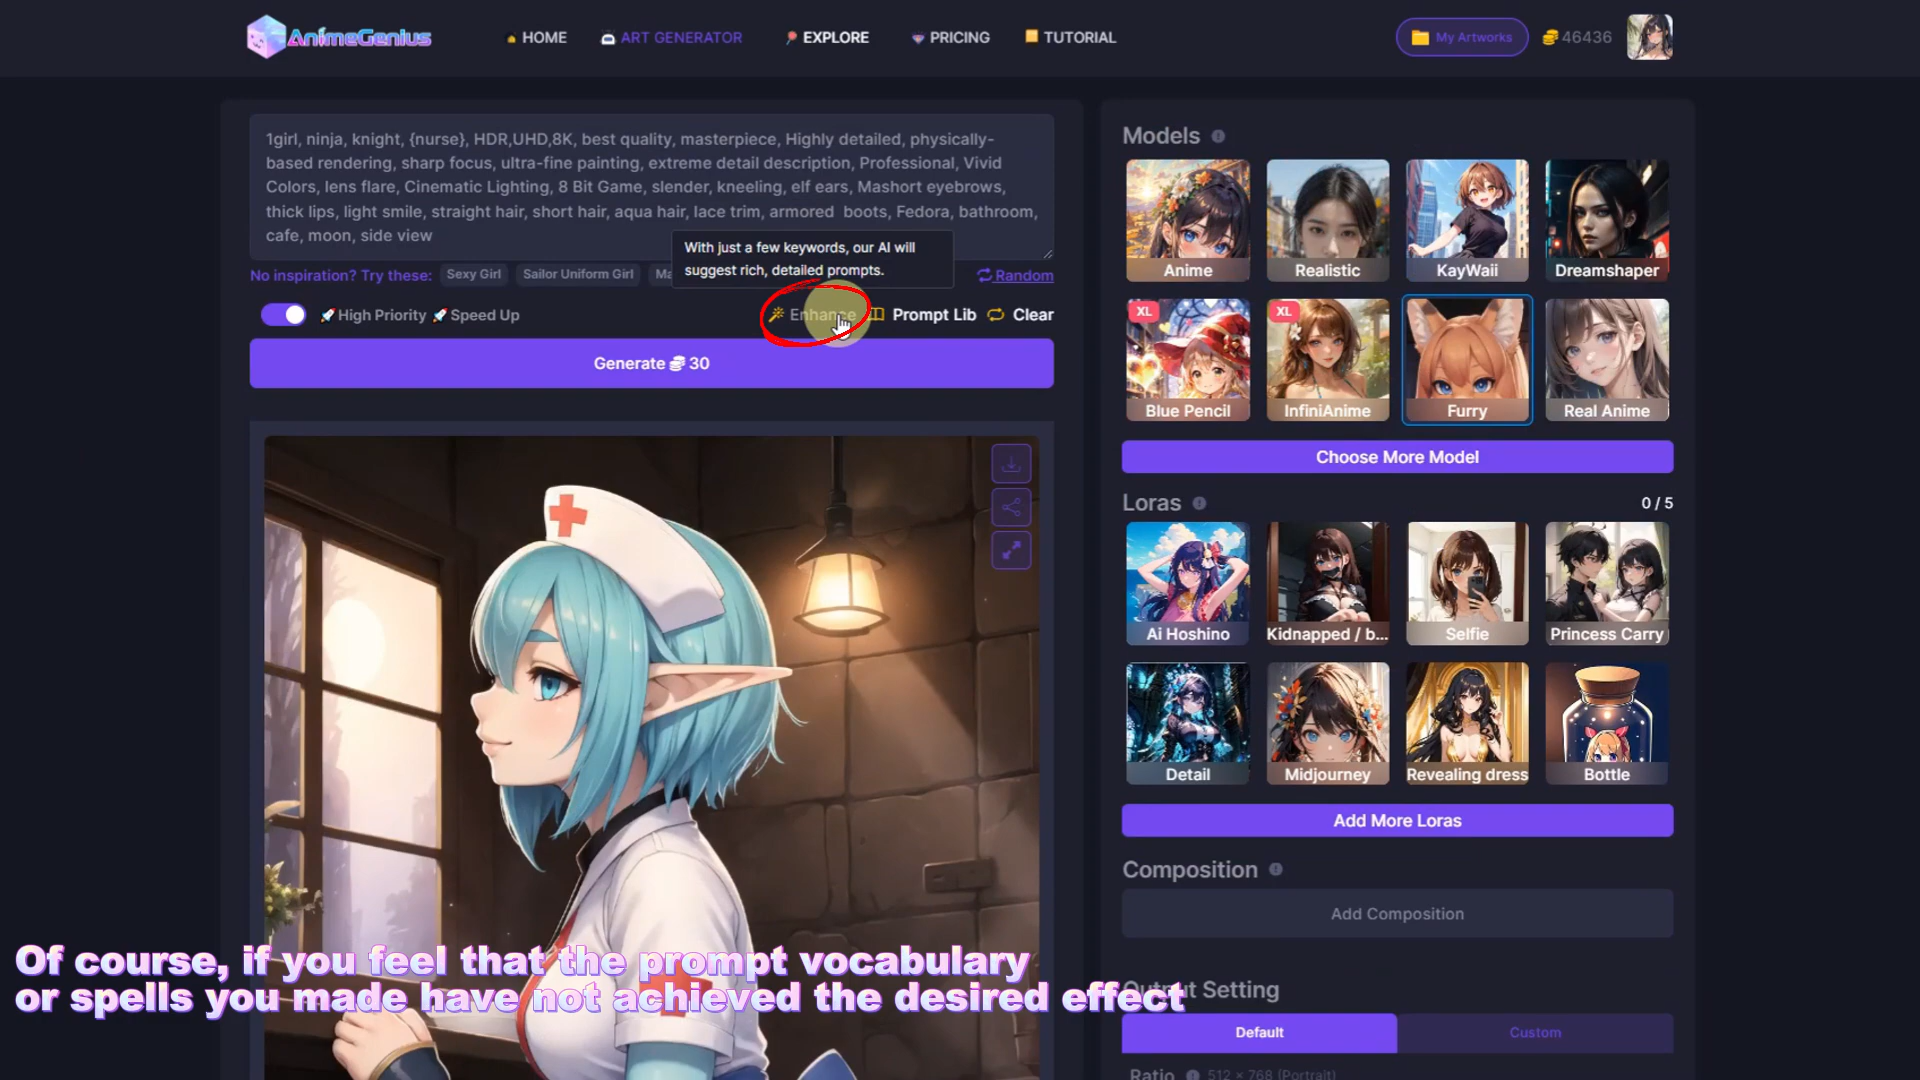 AnimeGenius
HOME
ART GENERATOR
EXPLORE
PRICING
TUTORIAL
My Artworks
46436
1girl, ninja, knight, {nurse}, HDR,UHD,8K, best quality, masterpiece, Highly detailed, physically-
based rendering, sharp focus, ultra-fine painting, extreme detail description, Professional, Vivid
Colors, lens flare, Cinematic Lighting, 8 Bit Game, slender, kneeling, elf ears, Mashort eyebrows,
thick lips, light smile, straight hair, short hair, aqua hair, lace trim, armored boots, Fedora, bathroom,
cafe, moon, side view
With just a few keywords, our AI will
suggest rich, detailed prompts.
No inspiration? Try these:
Sexy Girl
Sailor Uniform Girl
Random
High Priority
Speed Up
Enhance
Prompt Lib
Clear
Generate 30
Models
Anime
Realistic
KayWaii
Dreamshaper
XL
Blue Pencil
XL
InfiniAnime
Furry
Real Anime
Choose More Model
Loras
0 / 5
Ai Hoshino
Kidnapped / b...
Selfie
Princess Carry
Detail
Midjourney
Revealing dress
Bottle
Add More Loras
Composition
Add Composition
Output Setting
Default
Custom
Ratio
512 × 768 (Portrait)
Of course, if you feel that the prompt vocabulary
or spells you made have not achieved the desired effect